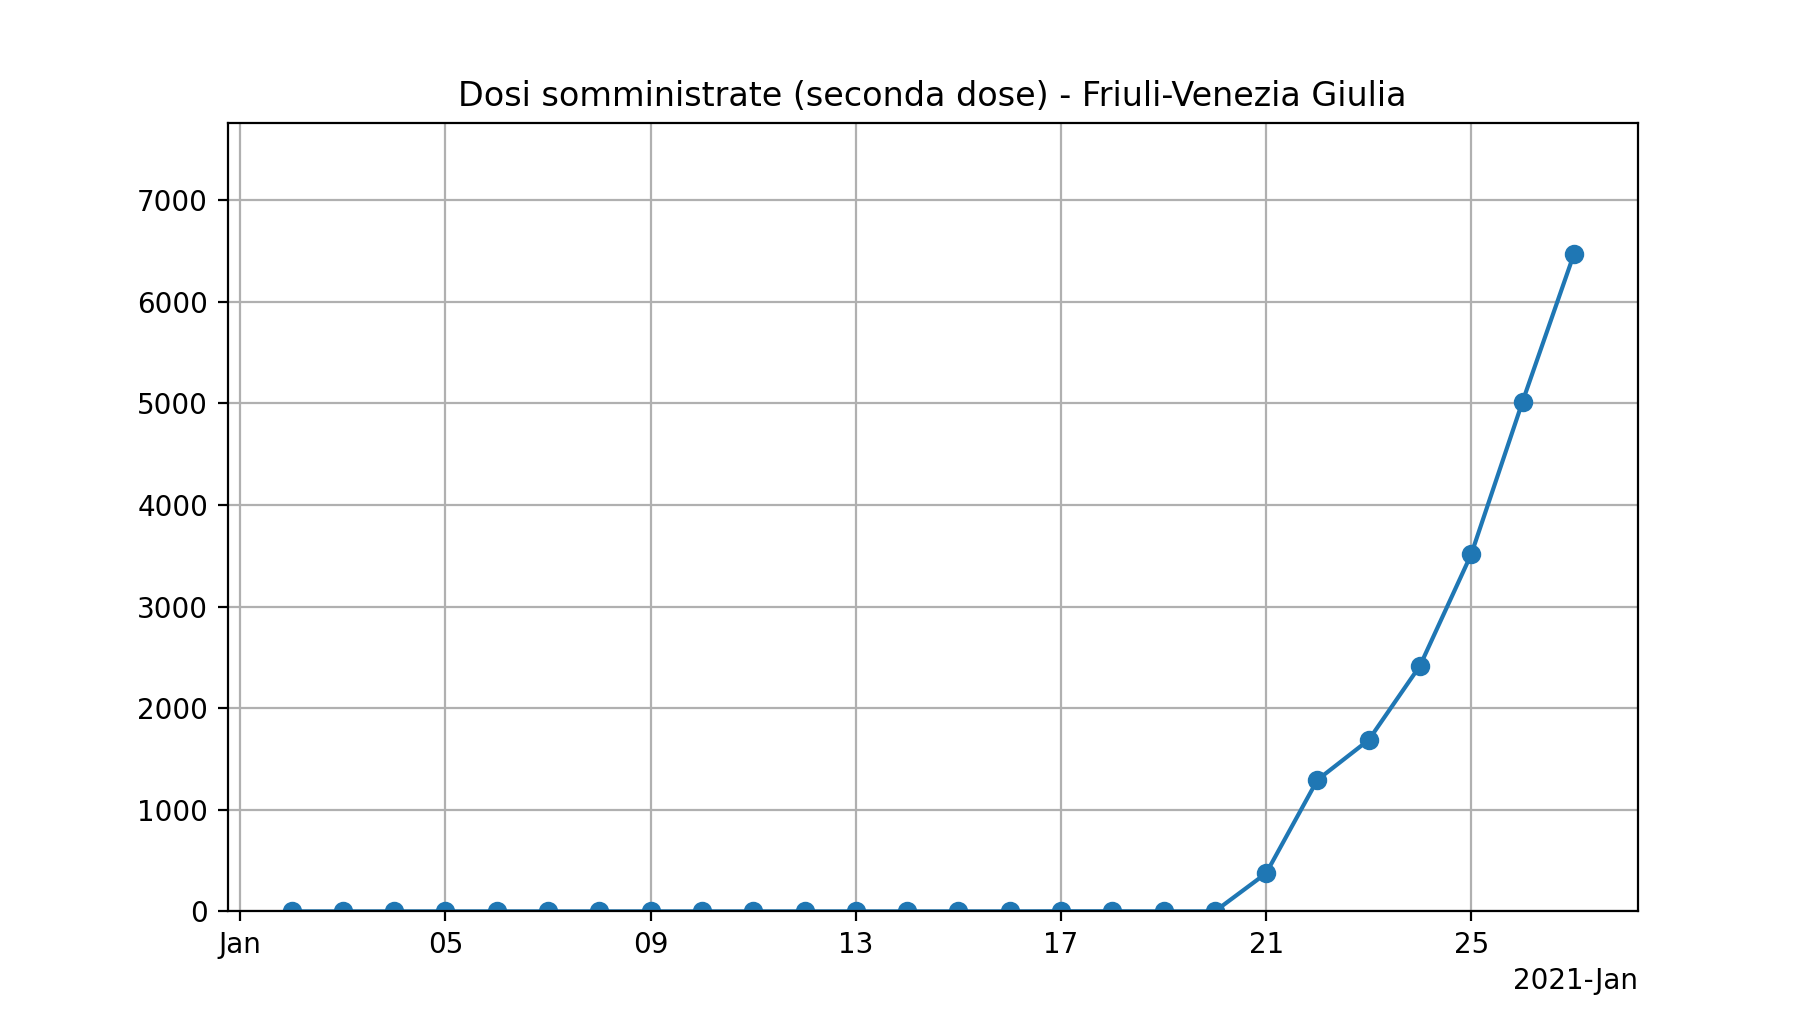 Dosi somministrate (seconda dose) - Friuli-Venezia Giulia
7000
6000
5000
4000
3000
2000
1000
0
Jan 05 09 13 17 21 25
2021-Jan